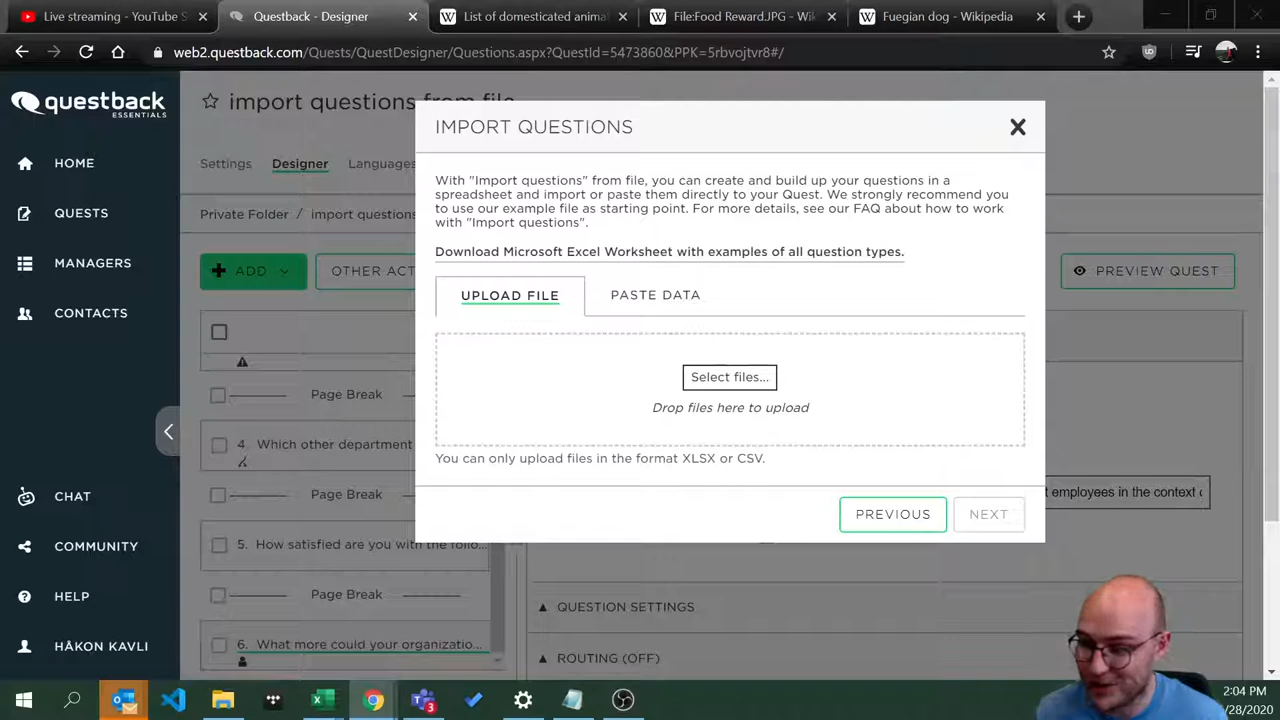 Live streaming - YouTube S
Questback - Designer
List of domesticated anima
File:Food Reward.JPG - Wik
Fuegian dog - Wikipedia
web2.questback.com/Quests/QuestDesigner/Questions.aspx?QuestId=5473860&PPK=5rbvojtvr8#/
questback
ESSENTIALS
HOME
QUESTS
MANAGERS
CONTACTS
CHAT
COMMUNITY
HELP
HÅKON KAVLI
import questions from file
Settings
Designer
Languages
Private Folder / import questions
ADD
OTHER ACT
PREVIEW QUEST
Page Break
4. Which other department
Page Break
5. How satisfied are you with the follo...
Page Break
6. What more could your organizatio...
t employees in the context
QUESTION SETTINGS
ROUTING (OFF)
IMPORT QUESTIONS
With "Import questions" from file, you can create and build up your questions in a
spreadsheet and import or paste them directly to your Quest. We strongly recommend you
to use our example file as starting point. For more details, see our FAQ about how to work
with "Import questions".
Download Microsoft Excel Worksheet with examples of all question types.
UPLOAD FILE
PASTE DATA
Select files...
Drop files here to upload
You can only upload files in the format XLSX or CSV.
PREVIOUS
NEXT
3
2:04 PM
/28/2020